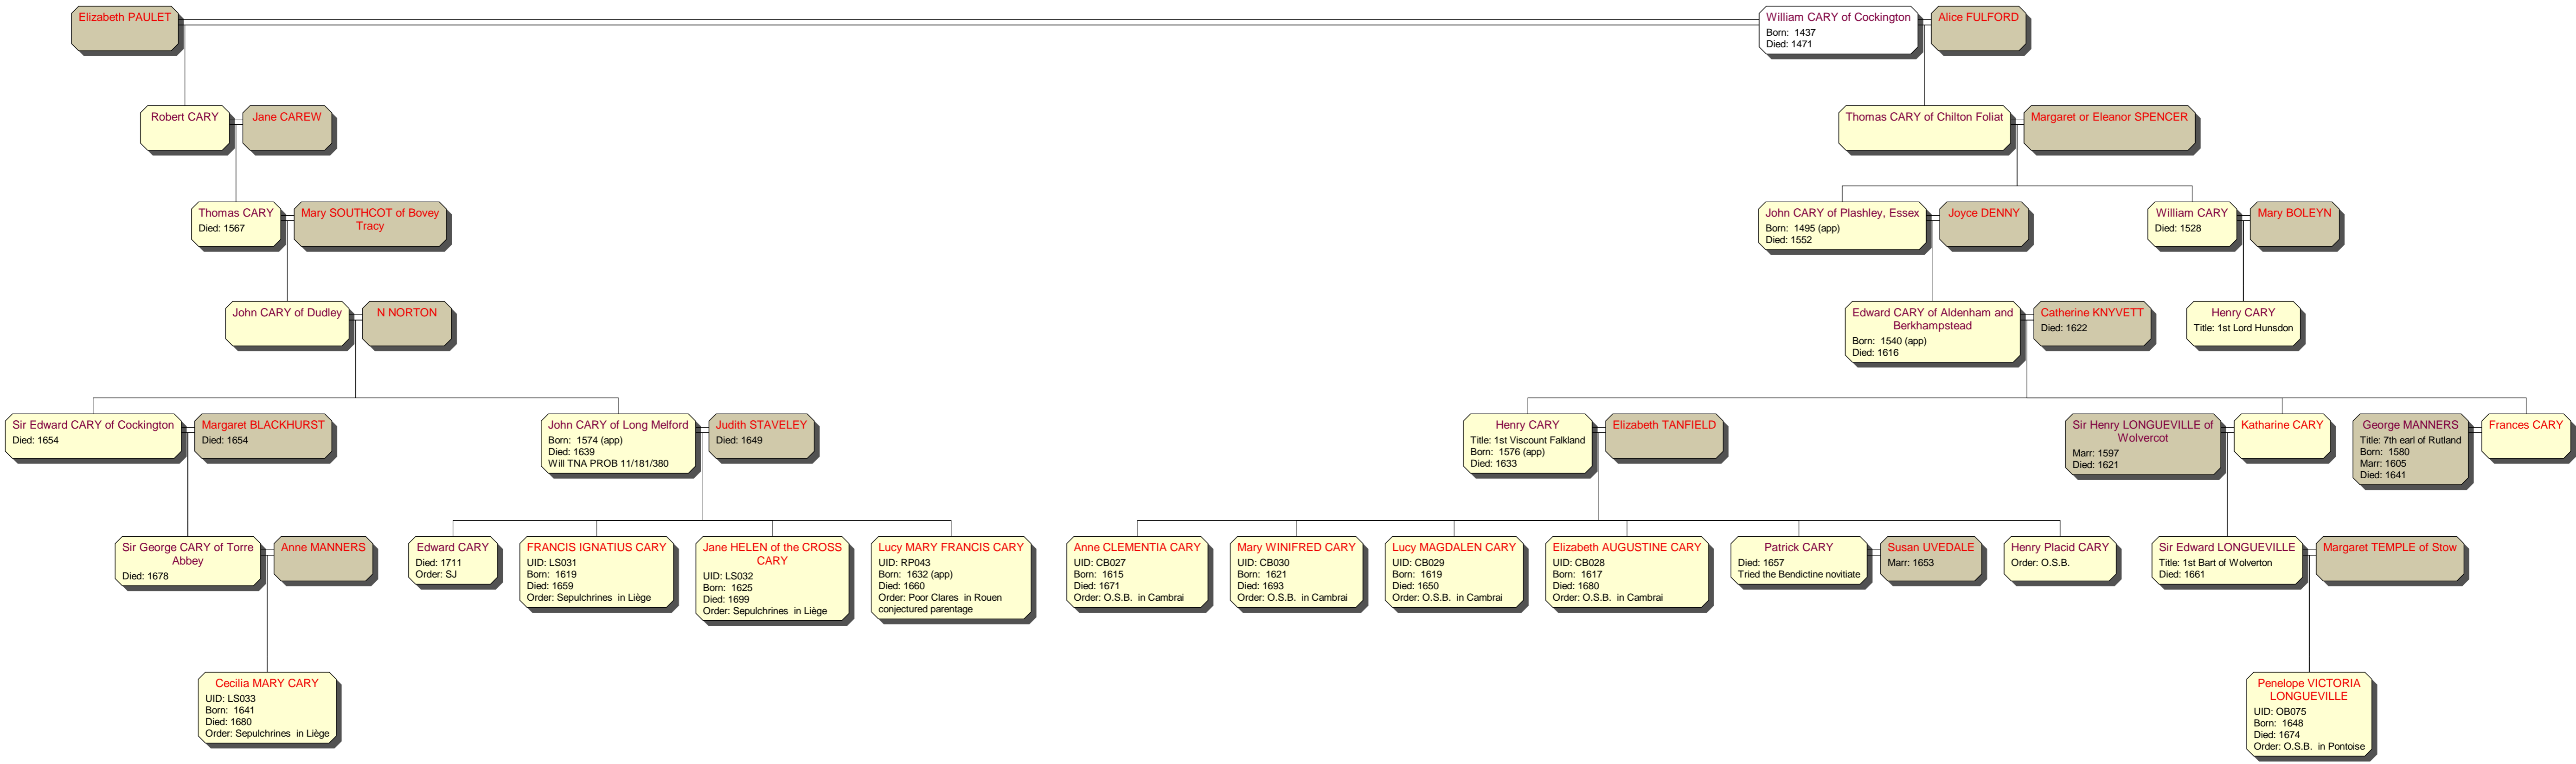 Elizabeth PAULET
William CARY of Cockington
Born:  1437
Died: 1471
Alice FULFORD
Robert CARY
Jane CAREW
Thomas CARY of Chilton Foliat
Margaret or Eleanor SPENCER
Thomas CARY
Died: 1567
Mary SOUTHCOT of Bovey
Tracy
John CARY of Plashley, Essex
Born:  1495 (app)
Died: 1552
Joyce DENNY
William CARY
Died: 1528
Mary BOLEYN
John CARY of Dudley
N NORTON
Edward CARY of Aldenham and
Berkhampstead
Born:  1540 (app)
Died: 1616
Catherine KNYVETT
Died: 1622
Henry CARY
Title: 1st Lord Hunsdon
Sir Edward CARY of Cockington
Died: 1654
Margaret BLACKHURST
Died: 1654
John CARY of Long Melford
Born:  1574 (app)
Died: 1639
Will TNA PROB 11/181/380
Judith STAVELEY
Died: 1649
Henry CARY
Title: 1st Viscount Falkland
Born:  1576 (app)
Died: 1633
Elizabeth TANFIELD
Sir Henry LONGUEVILLE of
Wolvercot
Marr: 1597
Died: 1621
Katharine CARY
George MANNERS
Title: 7th earl of Rutland
Born:  1580
Marr: 1605
Died: 1641
Frances CARY
Sir George CARY of Torre
Abbey
Died: 1678
Anne MANNERS
Edward CARY
Died: 1711
Order: SJ
FRANCIS IGNATIUS CARY
UID: LS031
Born:  1619
Died: 1659
Order: Sepulchrines  in Liège
Jane HELEN of the CROSS
CARY
UID: LS032
Born:  1625
Died: 1699
Order: Sepulchrines  in Liège
Lucy MARY FRANCIS CARY
UID: RP043
Born:  1632 (app)
Died: 1660
Order: Poor Clares  in Rouen
conjectured parentage
Anne CLEMENTIA CARY
UID: CB027
Born:  1615
Died: 1671
Order: O.S.B.  in Cambrai
Mary WINIFRED CARY
UID: CB030
Born:  1621
Died: 1693
Order: O.S.B.  in Cambrai
Lucy MAGDALEN CARY
UID: CB029
Born:  1619
Died: 1650
Order: O.S.B.  in Cambrai
Elizabeth AUGUSTINE CARY
UID: CB028
Born:  1617
Died: 1680
Order: O.S.B.  in Cambrai
Patrick CARY
Died: 1657
Tried the Bendictine novitiate
Susan UVEDALE
Marr: 1653
Henry Placid CARY
Order: O.S.B.
Sir Edward LONGUEVILLE
Title: 1st Bart of Wolverton
Died: 1661
Margaret TEMPLE of Stow
Cecilia MARY CARY
UID: LS033
Born:  1641
Died: 1680
Order: Sepulchrines  in Liège
Penelope VICTORIA
LONGUEVILLE
UID: OB075
Born:  1648
Died: 1674
Order: O.S.B.  in Pontoise